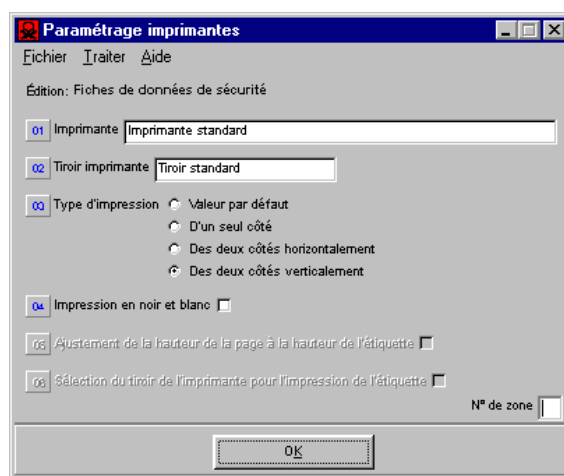 Paramétrage imprimantes
Fichier Traiter Aide
Édition: Fiches de données de sécurité
01 Imprimante Imprimante standard
02 Tiroir imprimante Tiroir standard
03 Type d'impression Valeur par défaut
D'un seul côté
Des deux côtés horizontalement
Des deux côtés verticalement
04 Impression en noir et blanc
05 Ajustement de la hauteur de la page à la hauteur de l'étiquette
06 Sélection du tiroir de l'imprimante pour l'impression de l'étiquette
N° de zone
OK